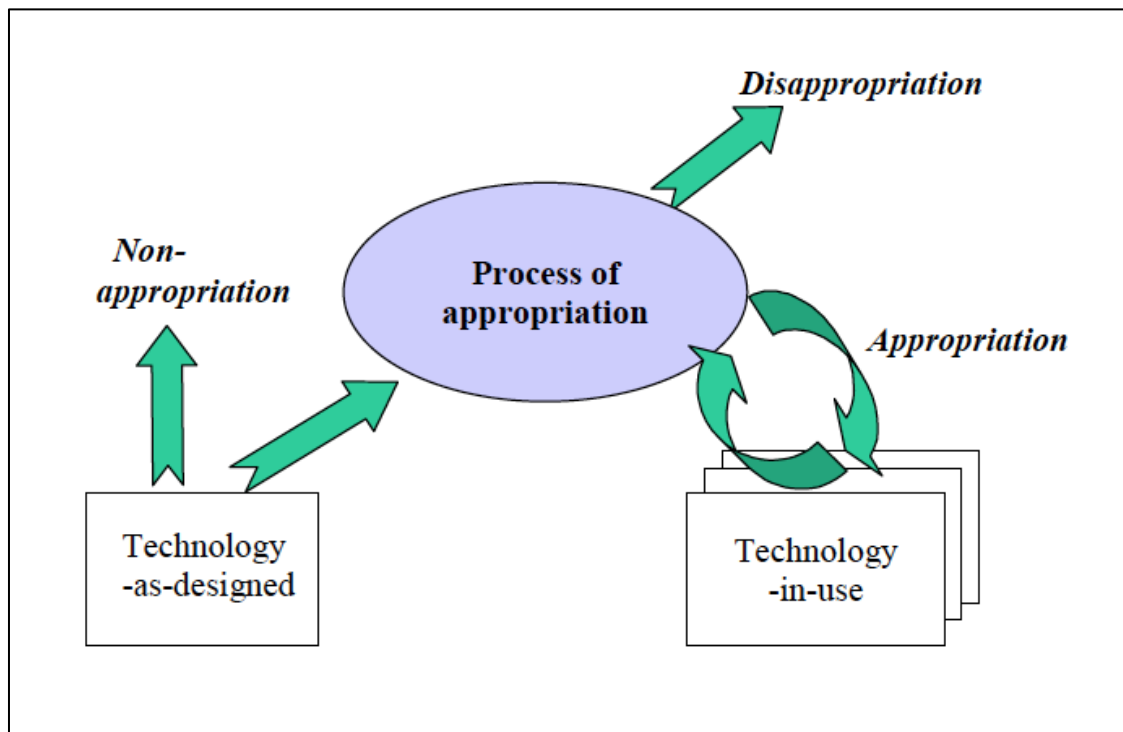 Disappropriation
Non-
appropriation
Process of
appropriation
Appropriation
Technology
-as-designed
Technology
-in-use